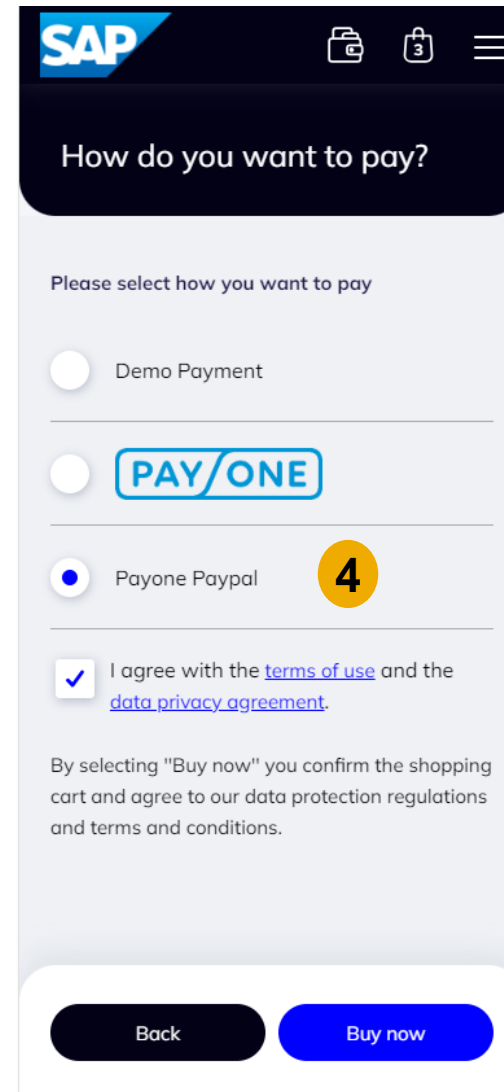 SAP
3
How do you want to pay?
Please select how you want to pay
Demo Payment
PAY/ONE
Payone Paypal
4
I agree with the terms of use and the
data privacy agreement.
By selecting "Buy now" you confirm the shopping
cart and agree to our data protection regulations
and terms and conditions.
Back
Buy now